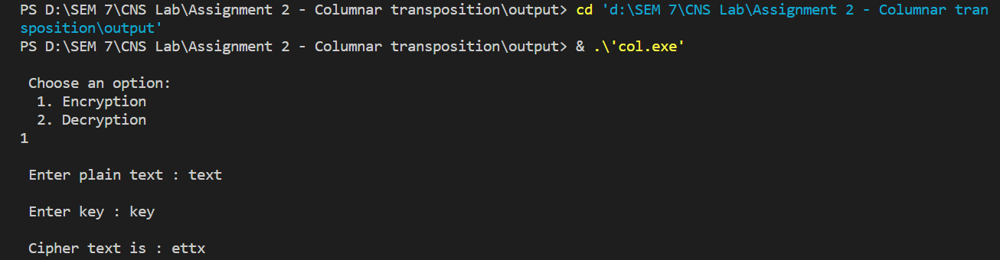 PS D:\SEM 7\CNS Lab\Assignment 2 - Columnar transposition\output> cd 'd:\SEM 7\CNS Lab\Assignment 2 - Columnar tran
sposition\output'
PS D:\SEM 7\CNS Lab\Assignment 2 - Columnar transposition\output> & .\'col.exe'
Choose an option:
1. Encryption
2. Decryption
1
Enter plain text : text
Enter key : key
Cipher text is : ettx